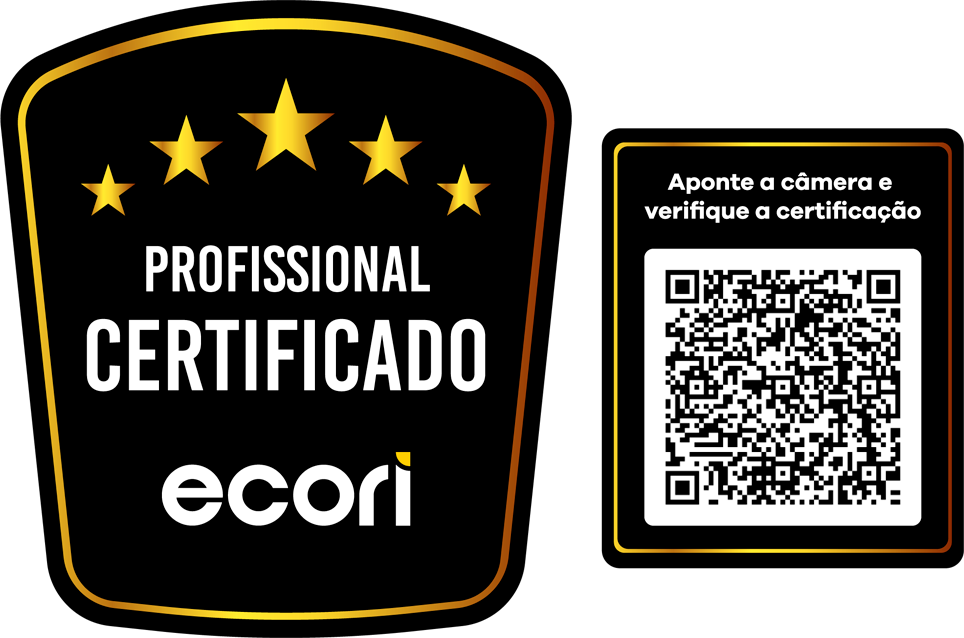 PROFISSIONAL
CERTIFICADO
ecori
Aponte a câmera e
verifique a certificação